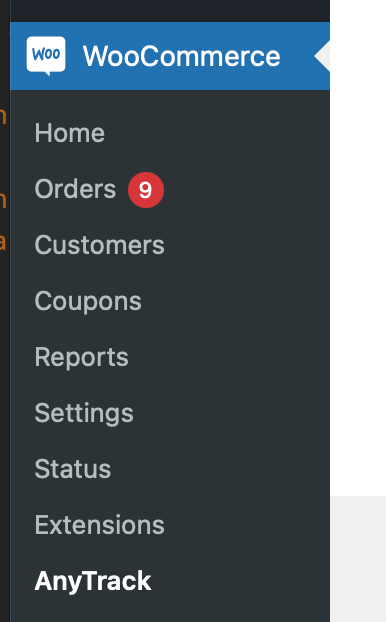 Woo WooCommerce
Home
Orders 9
Customers
Coupons
Reports
Settings
Status
Extensions
AnyTrack